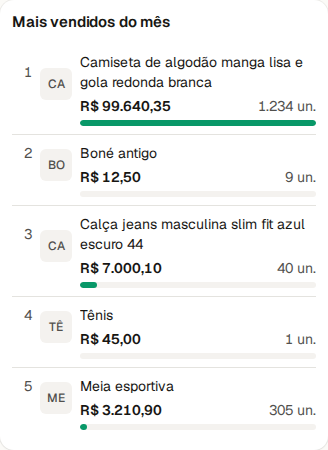 Mais vendidos do mês
1
CA
Camiseta de algodão manga lisa e
gola redonda branca
R$ 99.640,35 1.234 un.
2
BO
Boné antigo
R$ 12,50 9 un.
3
CA
Calça jeans masculina slim fit azul
escuro 44
R$ 7.000,10 40 un.
4
TÊ
Tênis
R$ 45,00 1 un.
5
ME
Meia esportiva
R$ 3.210,90 305 un.